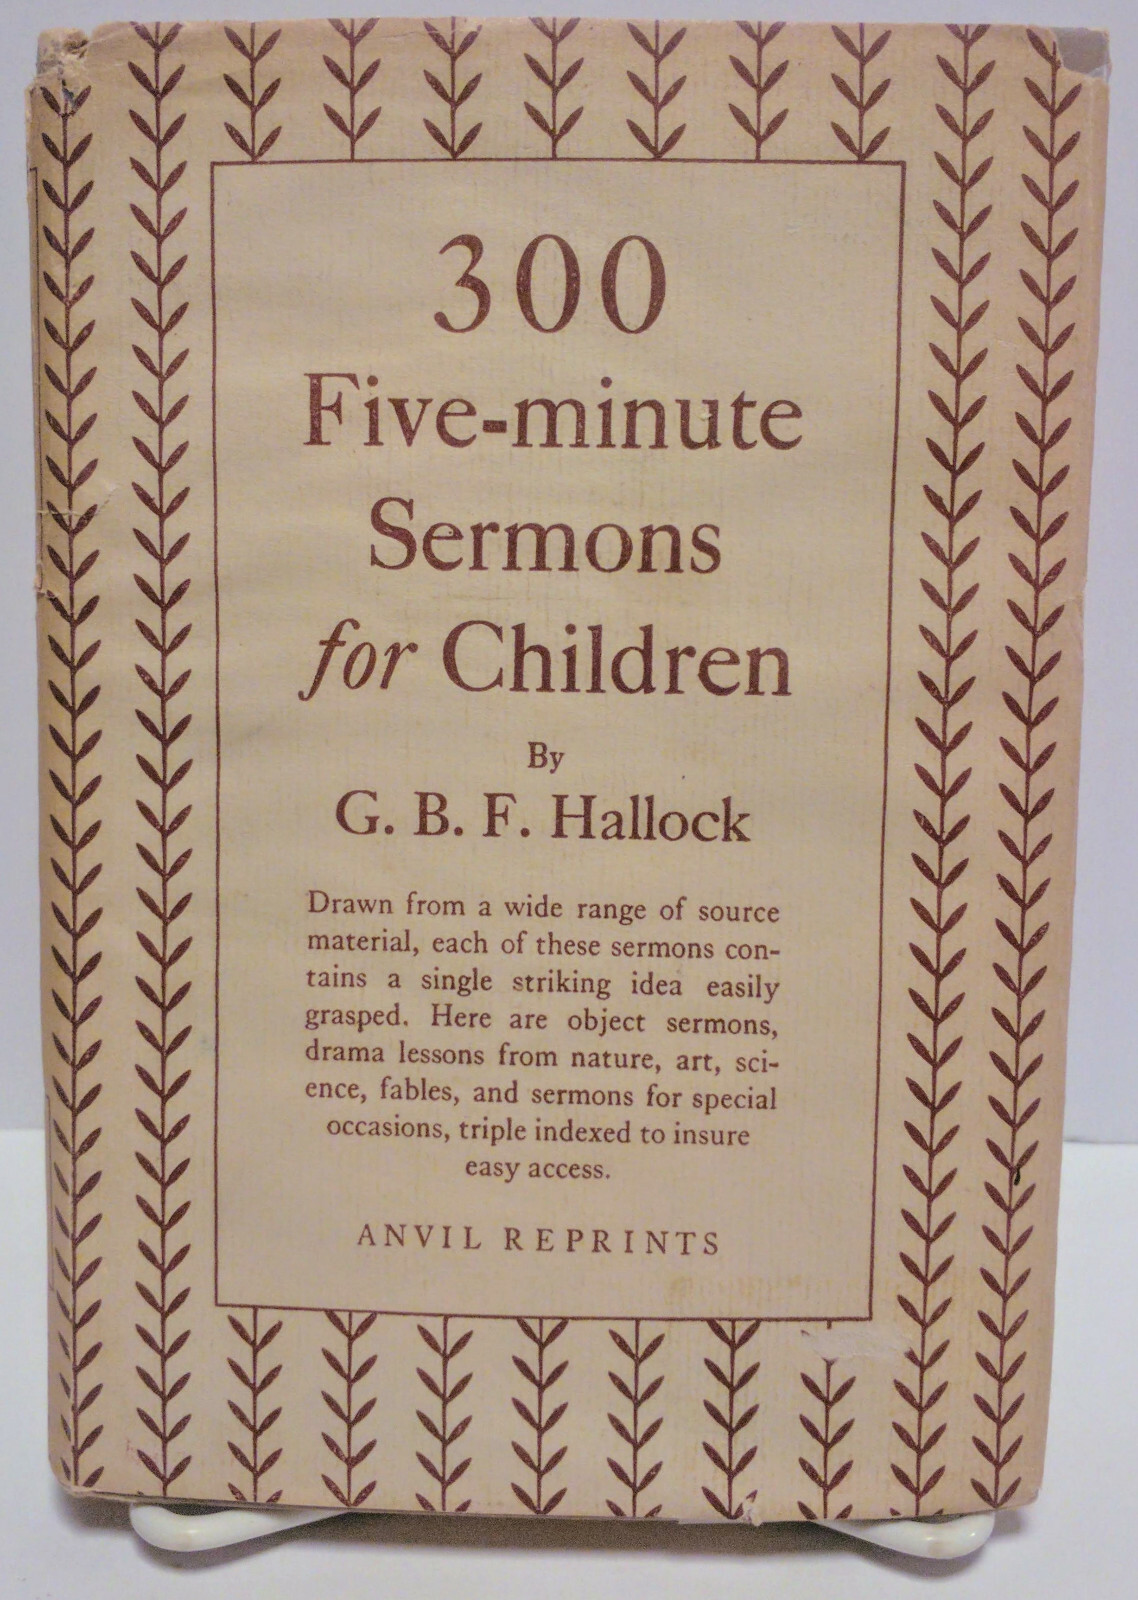 300
Five-minute
Sermons
for Children
By
G. B. F. Hallock
Drawn from a wide range of source
material, each of these sermons con-
tains a single striking idea easily
grasped. Here are object sermons,
drama lessons from nature, art, sci-
ence, fables, and sermons for special
occasions, triple indexed to insure
easy access.
ANVIL REPRINTS